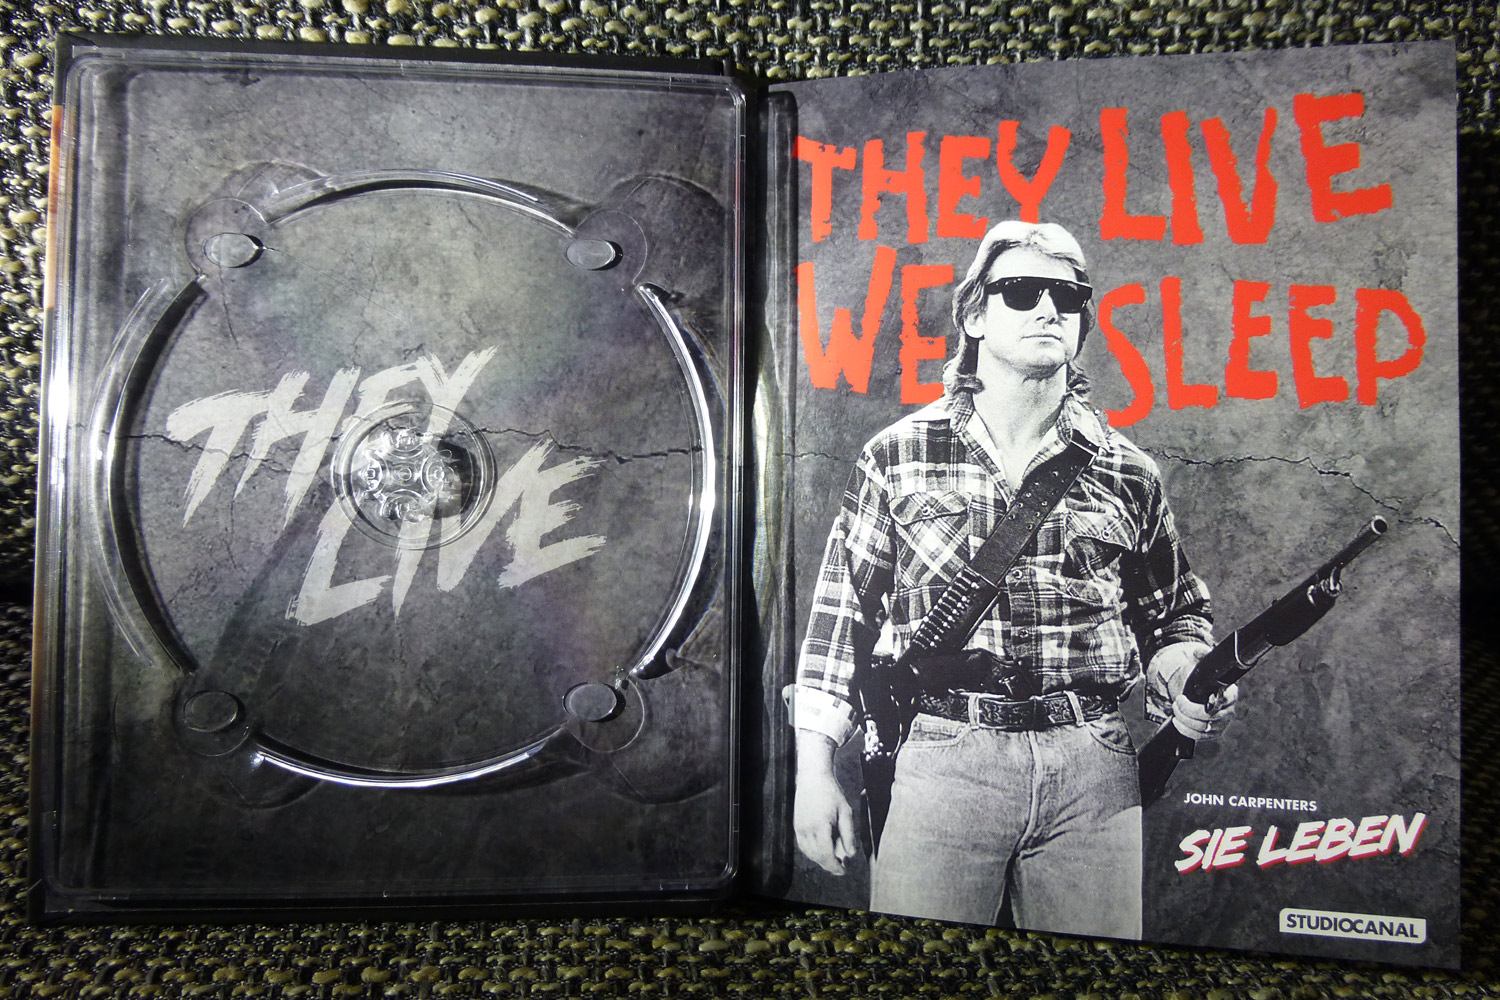 THEY
LIVE
THEY LIVE
WE SLEEP
JOHN CARPENTERS
SIE LEBEN
STUDIOCANAL